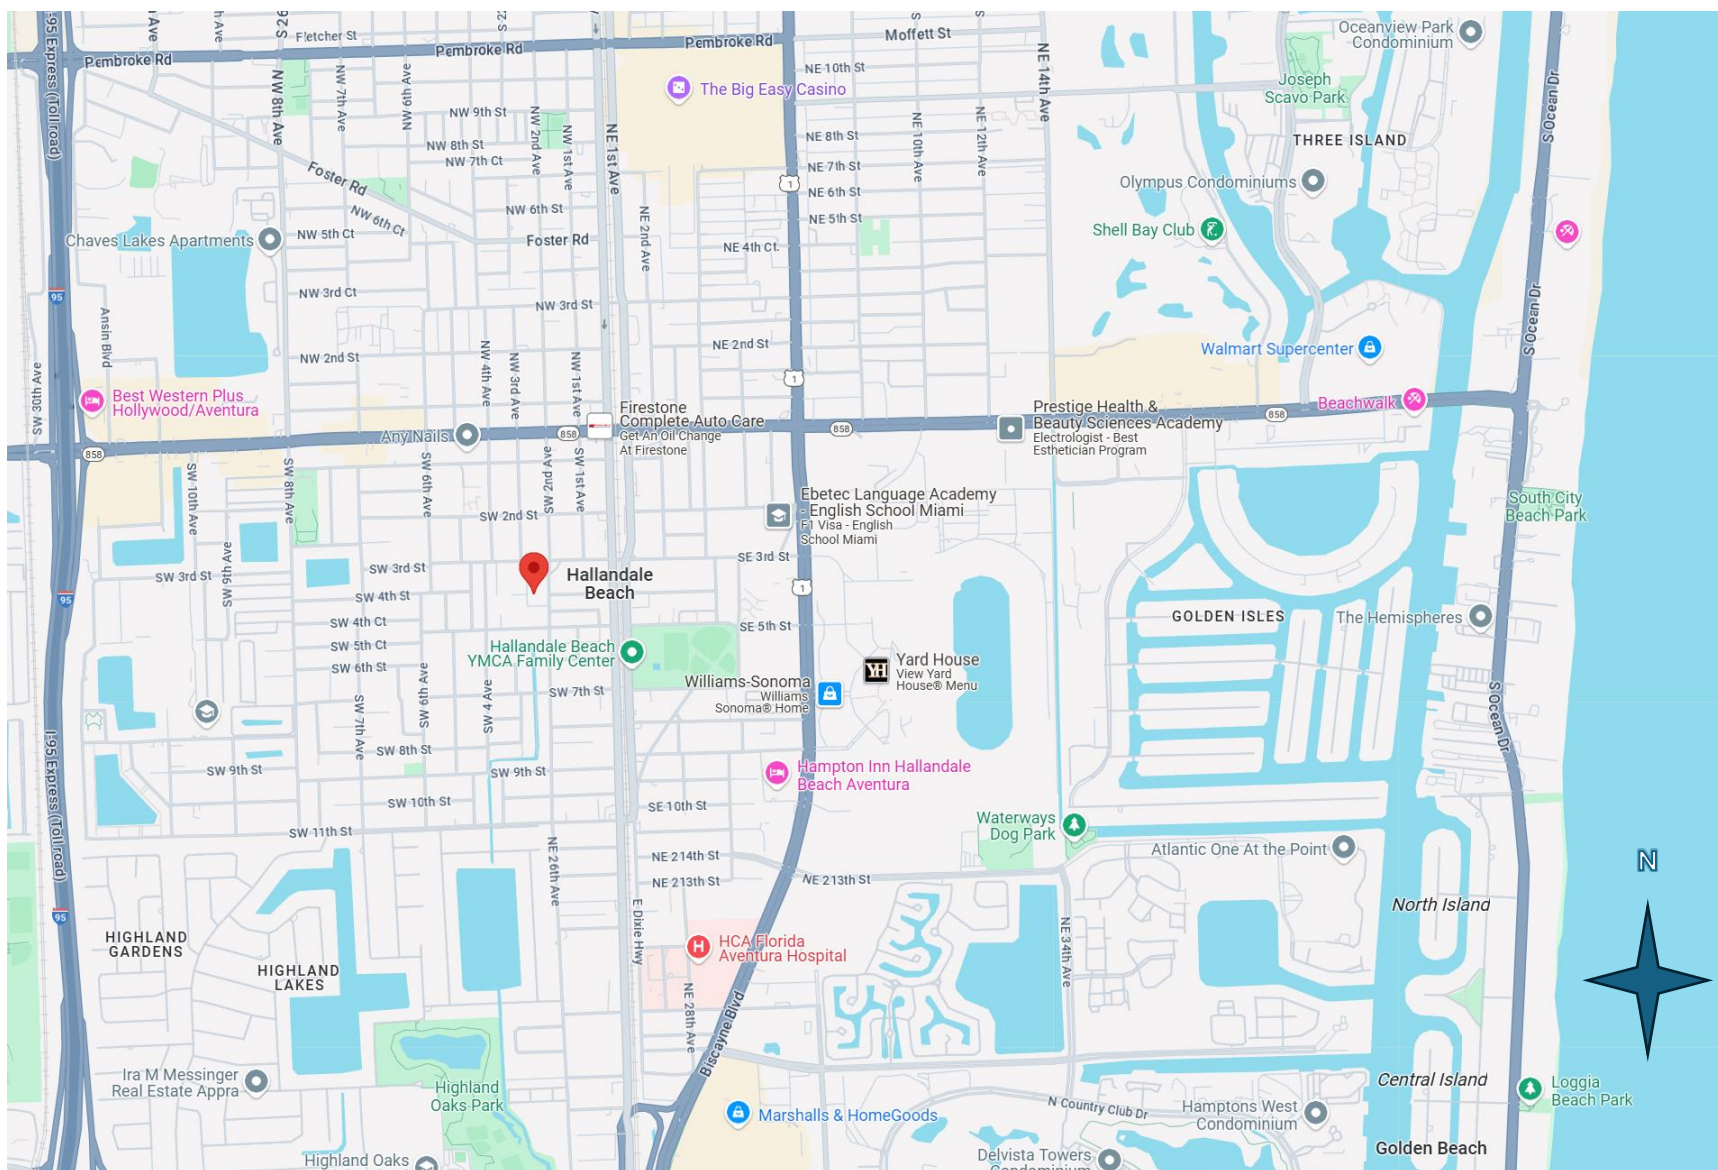 I-95 Express (Toll road)
Ave
h Ave
S 26
Fletcher St
S 2
Pembroke Rd
Pembroke Rd
Pembroke Rd
Moffett St
S
S
NE 14th Ave
Oceanview Park
Condominium
S Ocean Dr
NW 8th Ave
NW 7th Ave
NW 6th Ave
NW 9th St
NW 8th St
NW 7th Ct
NW 2nd Ave
NW 1st Ave
NE 1st Ave
The Big Easy Casino
NE 10th St
NE 8th St
NE 7th St
NE 6th St
NE 5th St
NE 10th Ave
NE 12th Ave
Joseph
Scavo Park
THREE ISLAND
Olympus Condominiums
Shell Bay Club
Foster Rd
NW 6th Ct
NW 6th St
Foster Rd
NE 2nd Ave
NE 4th Ct
1
Chaves Lakes Apartments
NW 5th Ct
NW 3rd Ct
NW 3rd St
95
Ansin Blvd
SW 30th Ave
NW 2nd St
NW 4th Ave
NW 3rd Ave
NW 1st Ave
NE 2nd St
1
Walmart Supercenter
S Ocean Dr
Best Western Plus
Hollywood/Aventura
Any Nails
858
858
Firestone
Complete Auto Care
Get An Oil Change
At Firestone
858
Prestige Health &
Beauty Sciences Academy
Electrologist - Best
Esthetician Program
858
Beachwalk
SW 10th Ave
SW 8th Ave
SW 6th Ave
SW 2nd Ave
SW 1st Ave
SW 2nd St
Ebetec Language Academy
- English School Miami
F1 Visa - English
School Miami
South City
Beach Park
SW 3rd St
SW 9th Ave
SW 3rd St
SW 4th St
SW 4th Ct
SW 5th Ct
SW 6th St
Hallandale
Beach
SE 3rd St
1
95
SE 5th St
GOLDEN ISLES
The Hemispheres
Hallandale Beach
YMCA Family Center
Yard House
View Yard
House® Menu
Williams-Sonoma
Williams
Sonoma® Home
YH
SW 7th St
SW 6th Ave
SW 4 Ave
SW 7th Ave
S Ocean Dr
I-95 Express (Toll road)
SW 8th St
SW 9th St
SW 9th St
SW 10th St
SW 11th St
Hampton Inn Hallandale
Beach Aventura
SE 10th St
Waterways
Dog Park
Atlantic One At the Point
NE 214th St
NE 213th St
NE 213th St
NE 26th Ave
E Dixie Hwy
N
95
North Island
HIGHLAND
GARDENS
HIGHLAND
LAKES
HCA Florida
Aventura Hospital
NE 34th Ave
NE 28th Ave
Biscayne Blvd
Ira M Messinger
Real Estate Appra
Highland
Oaks Park
Marshalls & HomeGoods
N Country Club Dr
Hamptons West
Condominium
Central Island
Loggia
Beach Park
Golden Beach
Highland Oaks
Delvista Towers
Condominium